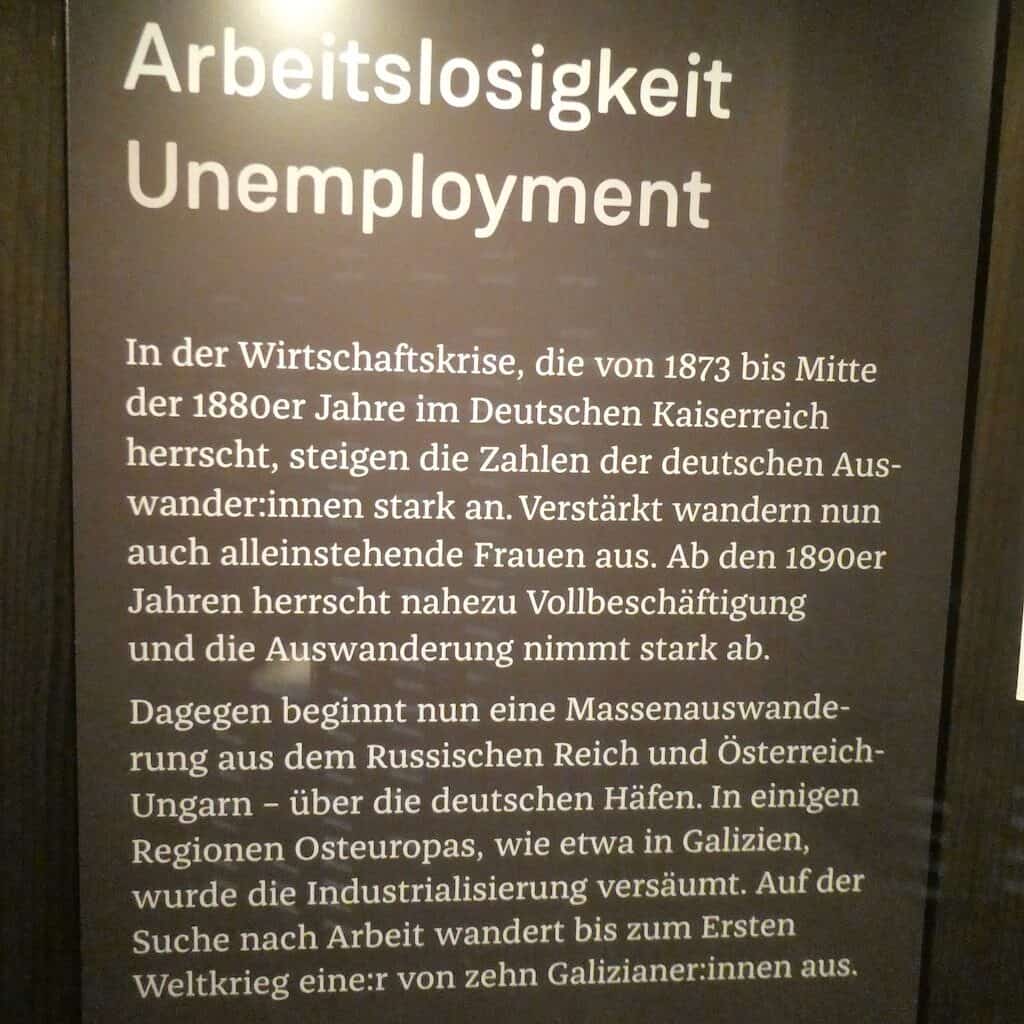 Arbeitslosigkeit
Unemployment
In der Wirtschaftskrise, die von 1873 bis Mitte
der 1880er Jahre im Deutschen Kaiserreich
herrscht, steigen die Zahlen der deutschen Aus-
wander:innen stark an. Verstärkt wandern nun
auch alleinstehende Frauen aus. Ab den 1890er
Jahren herrscht nahezu Vollbeschäftigung
und die Auswanderung nimmt stark ab.
Dagegen beginnt nun eine Massenauswande-
rung aus dem Russischen Reich und Österreich-
Ungarn – über die deutschen Häfen. In einigen
Regionen Osteuropas, wie etwa in Galizien,
wurde die Industrialisierung versäumt. Auf der
Suche nach Arbeit wandert bis zum Ersten
Weltkrieg eine:r von zehn Galizianer:innen aus.